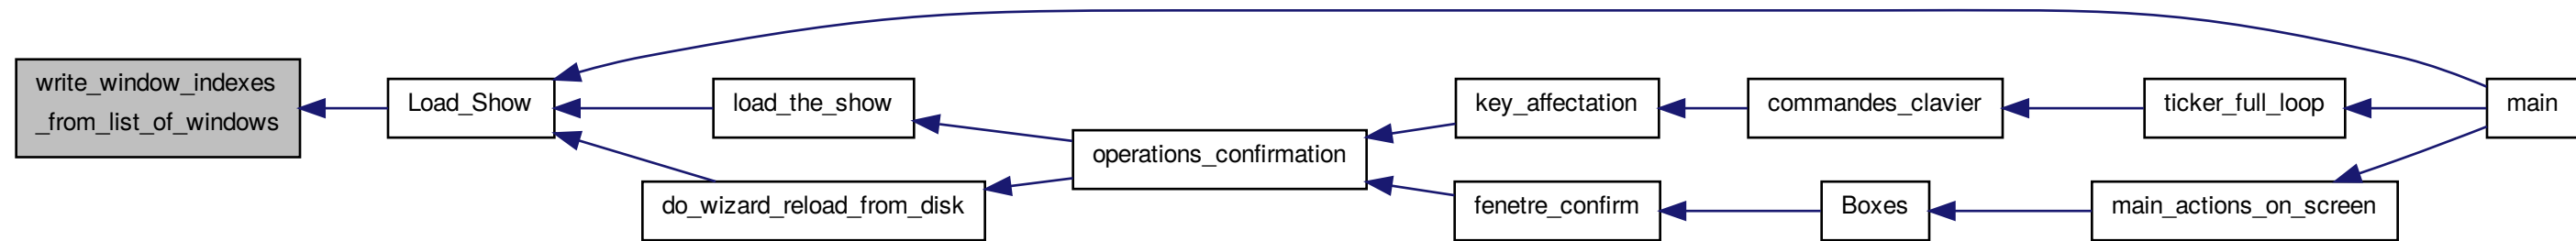 write_window_indexes
_from_list_of_windows
Load_Show
load_the_show
do_wizard_reload_from_disk
operations_confirmation
key_affectation
fenetre_confirm
commandes_clavier
Boxes
ticker_full_loop
main_actions_on_screen
main